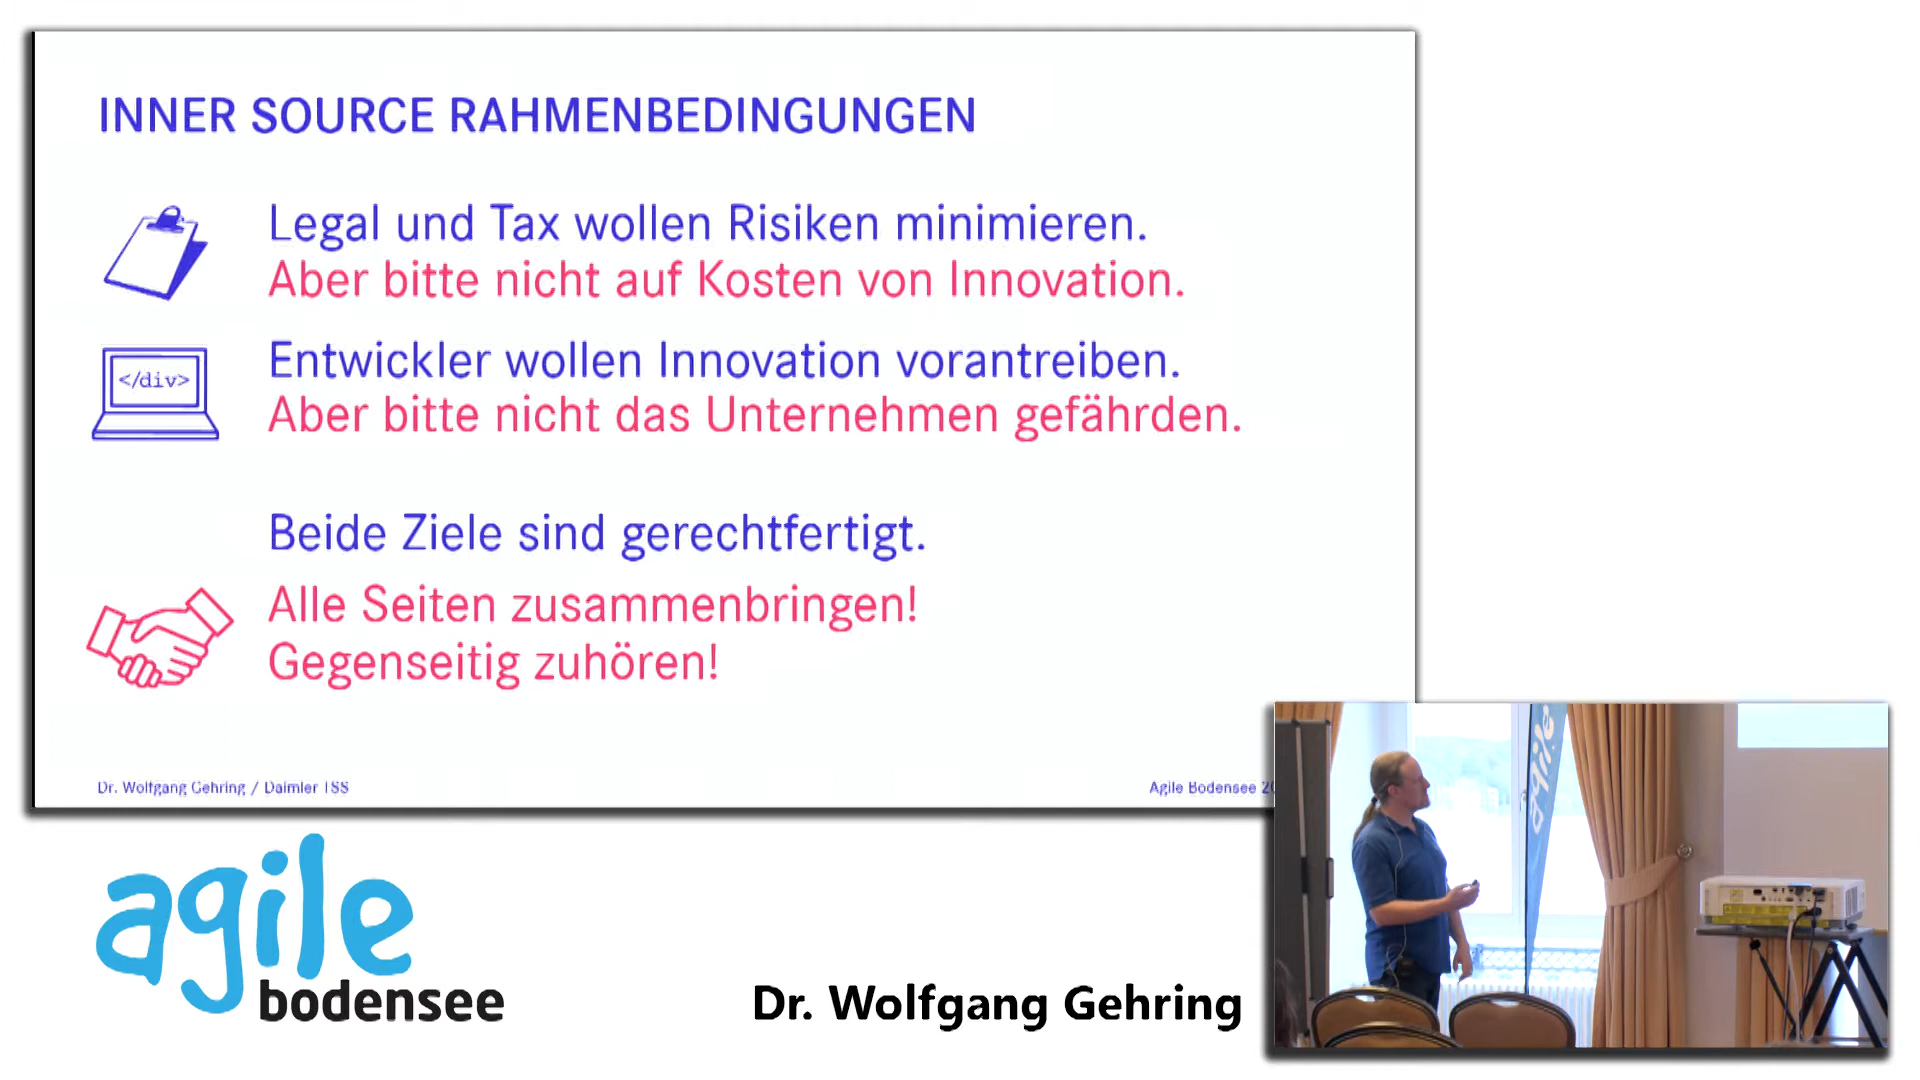 INNER SOURCE RAHMENBEDINGUNGEN
Legal und Tax wollen Risiken minimieren.
Aber bitte nicht auf Kosten von Innovation.
</div>
Entwickler wollen Innovation vorantreiben.
Aber bitte nicht das Unternehmen gefährden.
Beide Ziele sind gerechtfertigt.
Alle Seiten zusammenbringen!
Gegenseitig zuhören!
Dr. Wolfgang Gehring / Daimler TSS
Agile Bodensee
agile
bodensee
Dr. Wolfgang Gehring
agile